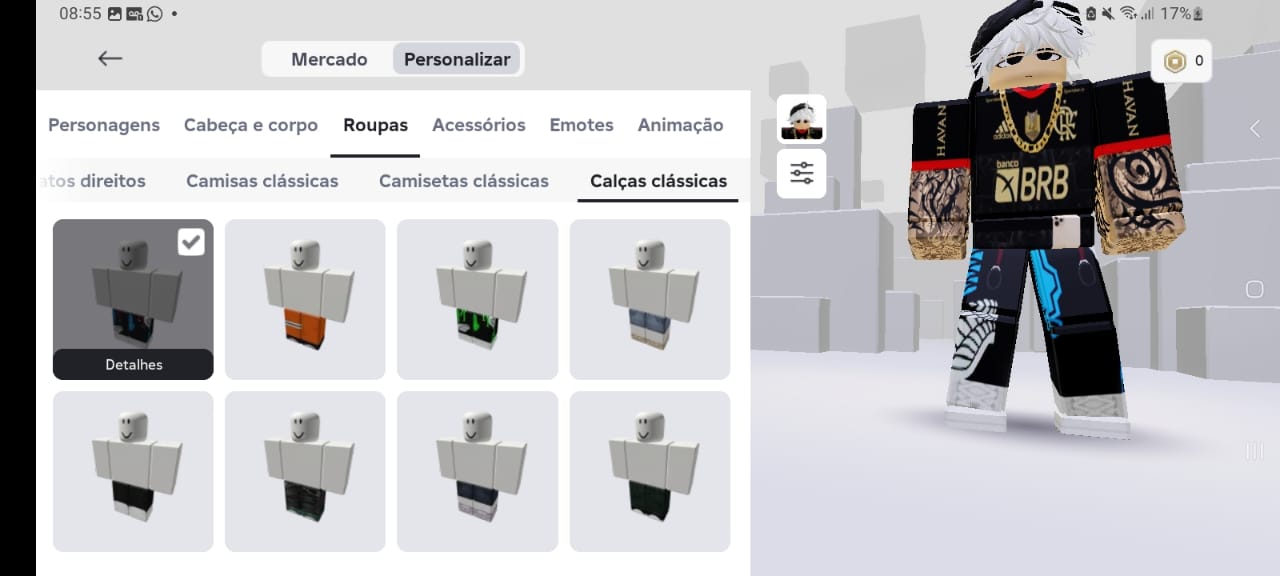 08:55
17%
Mercado
Personalizar
0
Personagens
Cabeça e corpo
Roupas
Acessórios
Emotes
Animação
atos direitos
Camisas clássicas
Camisetas clássicas
Calças clássicas
Detalhes
HAVAN
HAVAN
adidas
banco
BRB